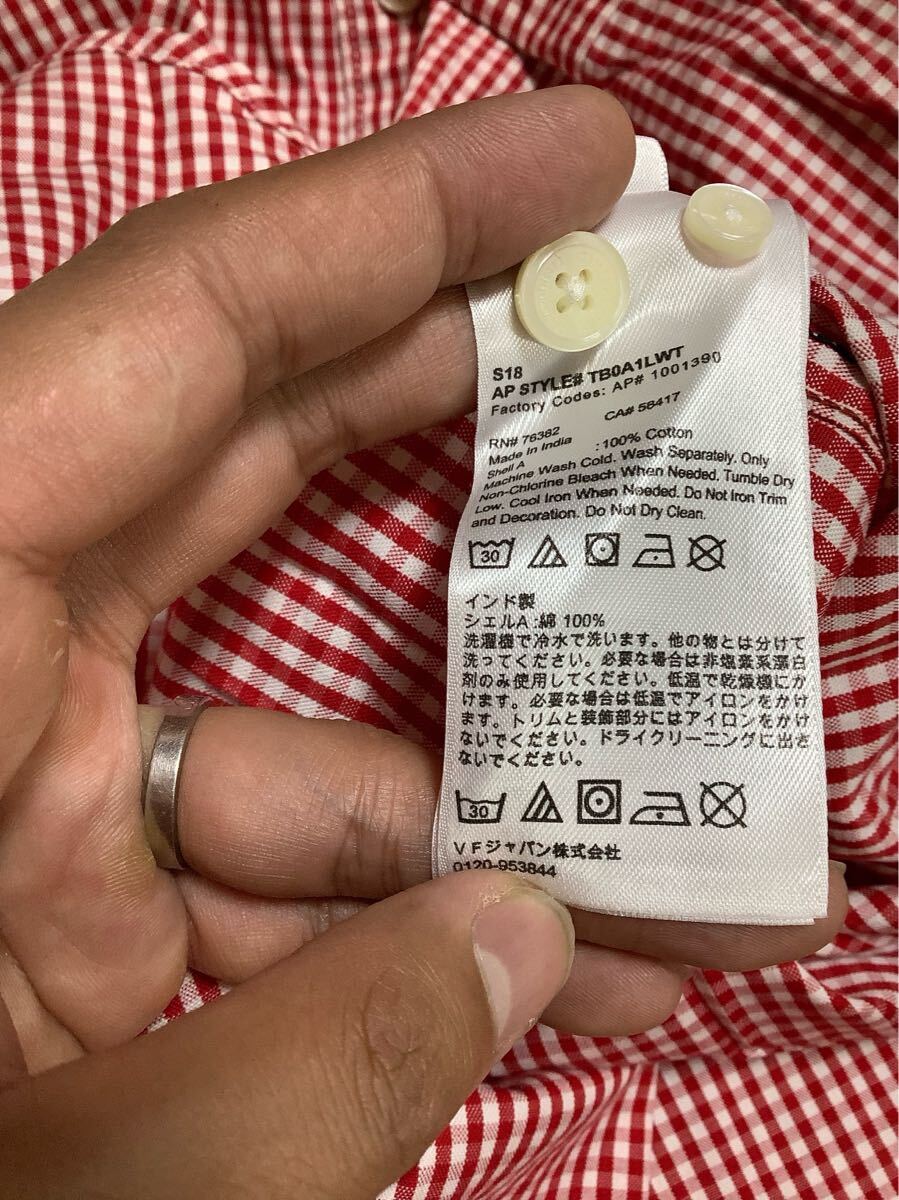 S18
AP STYLE# TB0A1LWT
Factory Codes: AP# 1001390
CA# 58417
RN# 76382
Made In India
Shell A :100% Cotton
Machine Wash Cold. Wash Separately. Only
Non-Chlorine Bleach When Needed. Tumble Dry
Low. Cool Iron When Needed. Do Not Iron Trim
and Decoration. Do Not Dry Clean.
30
インド製
シェルA :綿 100%
洗濯機で冷水で洗います。他の物とは分けて
洗ってください。必要な場合は非塩素系漂白
剤のみ使用してください。低温で乾燥機にか
けます。必要な場合は低温でアイロンをかけ
ます。トリムと装飾部分にはアイロンをかけ
ないでください。ドライクリーニングに出さ
ないでください。
30
VFジャパン株式会社
0120-953844